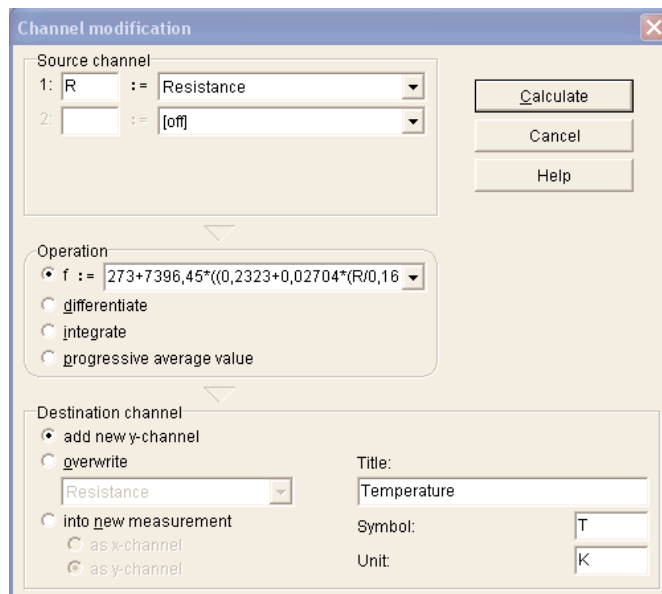 Channel modification
Source channel
1: R := Resistance
2: := [off]
Calculate
Cancel
Help
Operation
f := 273+7396,45*((0,2323+0,02704*(R/0,16
differentiate
integrate
progressive average value
Destination channel
add new y-channel
overwrite
Resistance
into new measurement
as x-channel
as y-channel
Title:
Temperature
Symbol: T
Unit: K